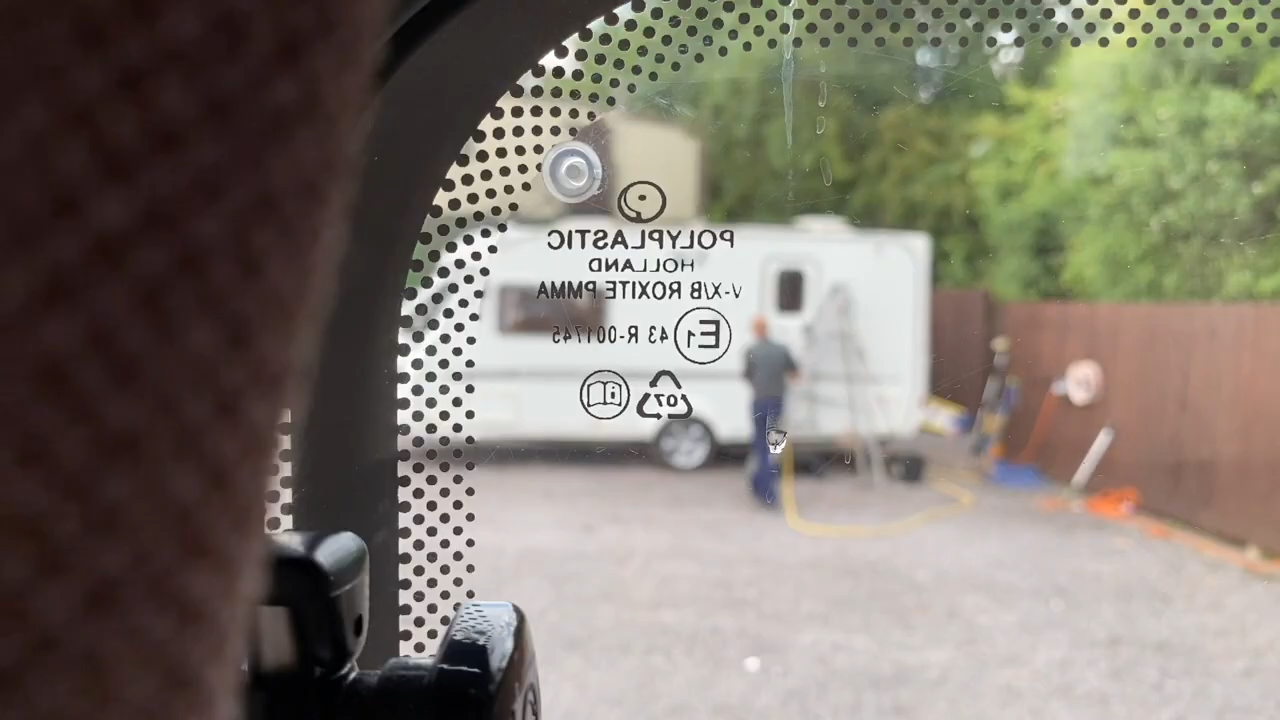 POLYPLASTIC
HOLLAND
V-X/B ROXITE PMMA
E1 43 R-001745
07